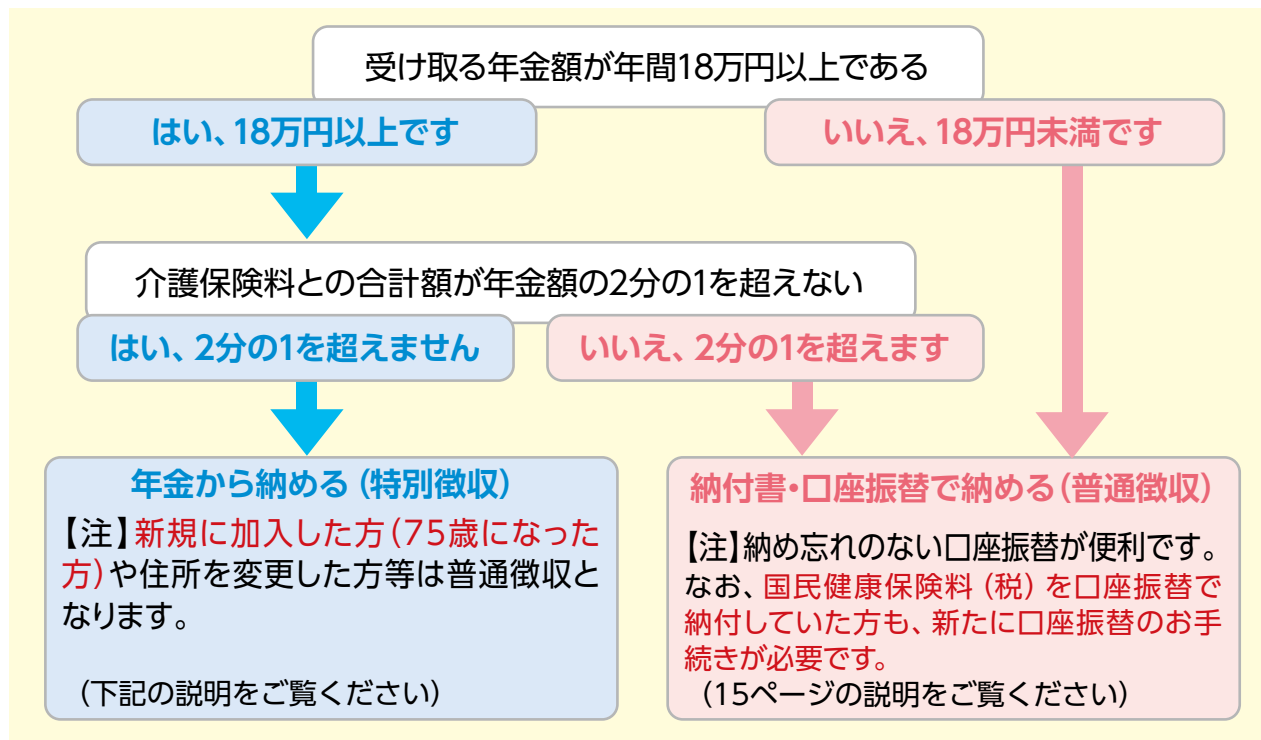 受け取る年金額が年間18万円以上である
はい、18万円以上です
いいえ、18万円未満です
介護保険料との合計額が年金額の2分の1を超えない
はい、2分の1を超えません
いいえ、2分の1を超えます
年金から納める（特別徴収）
【注】新規に加入した方（75歳になった
方）や住所を変更した方等は普通徴収と
なります。
（下記の説明をご覧ください）
納付書・口座振替で納める（普通徴収）
【注】納め忘れのない口座振替が便利です。
なお、国民健康保険料（税）を口座振替で
納付していた方も、新たに口座振替のお手
続きが必要です。
（15ページの説明をご覧ください）